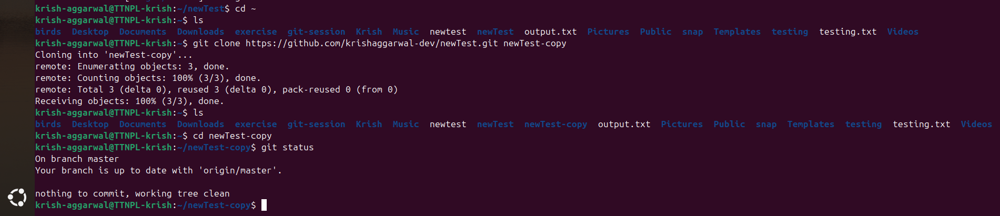 krish-aggarwal@TTNPL-krish:~/newTest$ cd ~
krish-aggarwal@TTNPL-krish:~$ ls
birds Desktop Documents Downloads exercise git-session Krish Music newtest newTest output.txt Pictures Public snap Templates testing testing.txt Videos
krish-aggarwal@TTNPL-krish:~$ git clone https://github.com/krishaggarwal-dev/newTest.git newTest-copy
Cloning into 'newTest-copy'...
remote: Enumerating objects: 3, done.
remote: Counting objects: 100% (3/3), done.
remote: Total 3 (delta 0), reused 3 (delta 0), pack-reused 0 (from 0)
Receiving objects: 100% (3/3), done.
krish-aggarwal@TTNPL-krish:~$ ls
birds Desktop Documents Downloads exercise git-session Krish Music newtest newTest newTest-copy output.txt Pictures Public snap Templates testing testing.txt Videos
krish-aggarwal@TTNPL-krish:~$ cd newTest-copy
krish-aggarwal@TTNPL-krish:~/newTest-copy$ git status
On branch master
Your branch is up to date with 'origin/master'.
nothing to commit, working tree clean
krish-aggarwal@TTNPL-krish:~/newTest-copy$